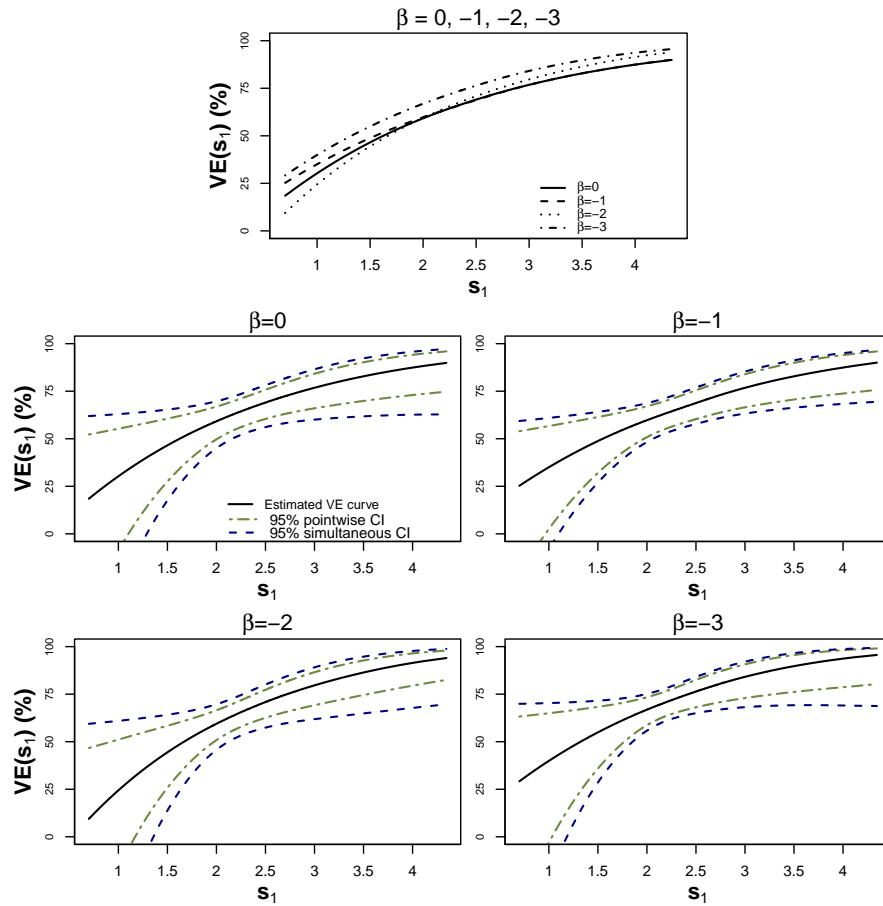 β = 0, −1, −2, −3
VE(s₁) (%)
100
75
50
25
0
β=0
β=−1
β=−2
β=−3
1 1.5 2 2.5 3 3.5 4
s₁
β=0
VE(s₁) (%)
100
75
50
25
0
Estimated VE curve
95% pointwise CI
95% simultaneous CI
1 1.5 2 2.5 3 3.5 4
s₁
β=−1
100
75
50
25
0
1 1.5 2 2.5 3 3.5 4
s₁
β=−2
VE(s₁) (%)
100
75
50
25
0
1 1.5 2 2.5 3 3.5 4
s₁
β=−3
100
75
50
25
0
1 1.5 2 2.5 3 3.5 4
s₁